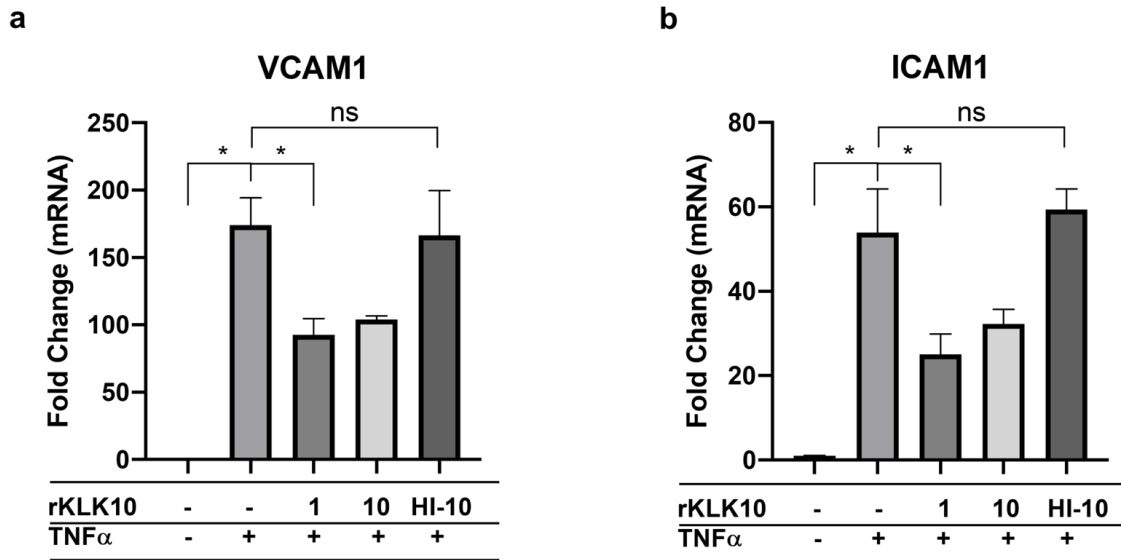 a
VCAM1
ns
* *
250
200
150
100
50
0
Fold Change (mRNA)
rKLK10 - - 1 10 HI-10
TNFα - + + + +
b
ICAM1
ns
* *
80
60
40
20
0
Fold Change (mRNA)
rKLK10 - - 1 10 HI-10
TNFα - + + + +